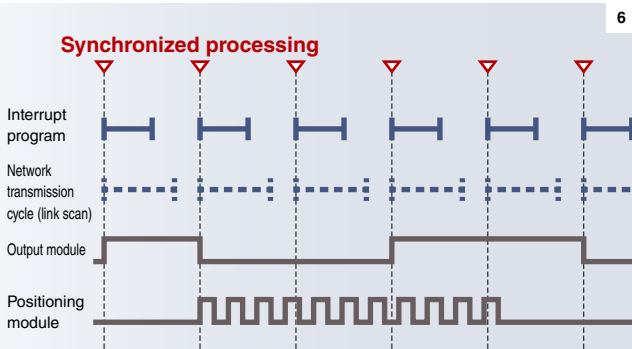 6
Synchronized processing
Interrupt
program
Network
transmission
cycle (link scan)
Output module
Positioning
module